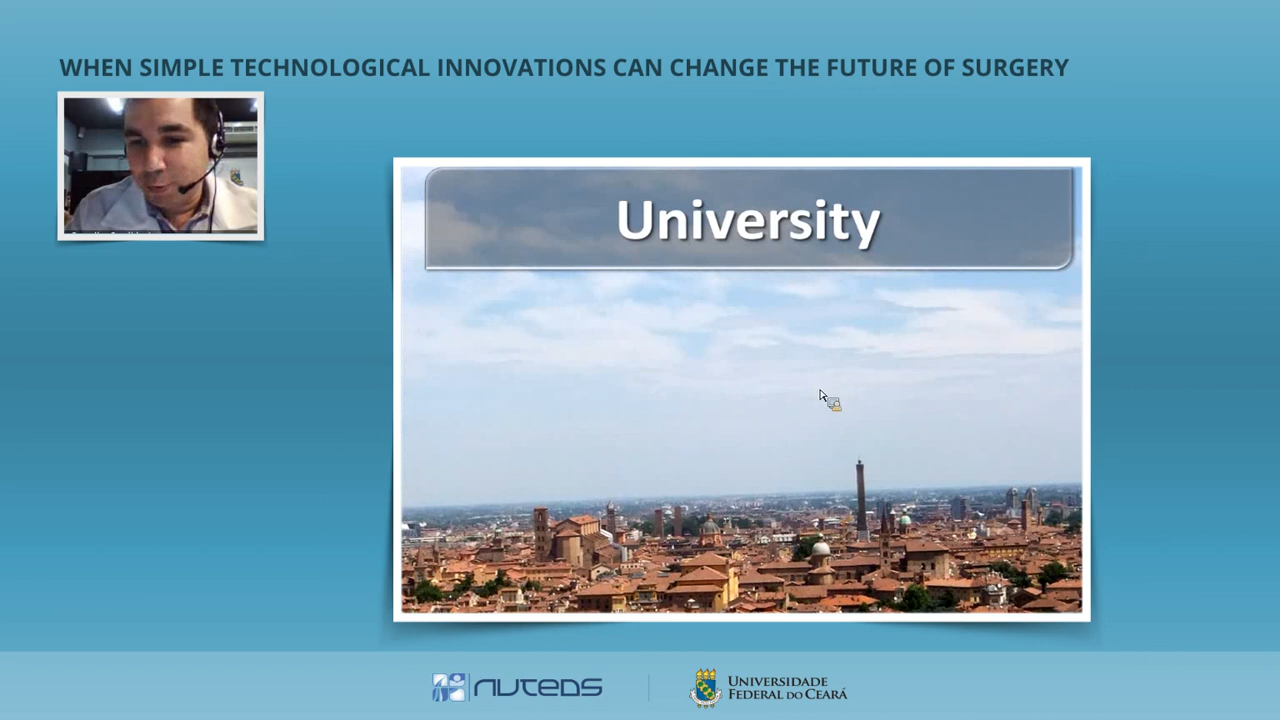 WHEN SIMPLE TECHNOLOGICAL INNOVATIONS CAN CHANGE THE FUTURE OF SURGERY
University
NUTEDS
UNIVERSIDADE
FEDERAL DO CEARÁ